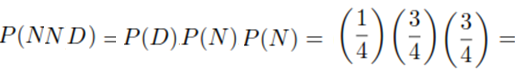 P(NND) = P(D) P(N) P(N) = (1/4) (3/4) (3/4) =